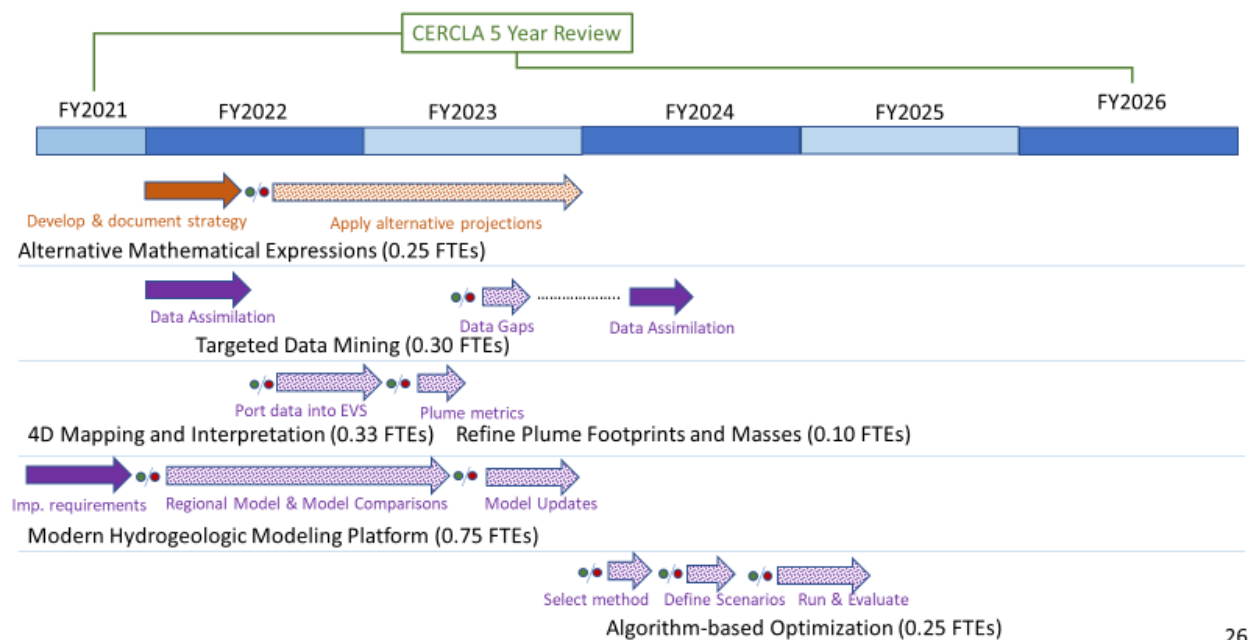 CERCLA 5 Year Review
FY2021 FY2022 FY2023 FY2024 FY2025 FY2026
Develop & document strategy Apply alternative projections
Alternative Mathematical Expressions (0.25 FTEs)
Data Assimilation Data Gaps Data Assimilation
Targeted Data Mining (0.30 FTEs)
Port data into EVS Plume metrics
4D Mapping and Interpretation (0.33 FTEs) Refine Plume Footprints and Masses (0.10 FTEs)
Imp. requirements Regional Model & Model Comparisons Model Updates
Modern Hydrogeologic Modeling Platform (0.75 FTEs)
Select method Define Scenarios Run & Evaluate
Algorithm-based Optimization (0.25 FTEs)
26